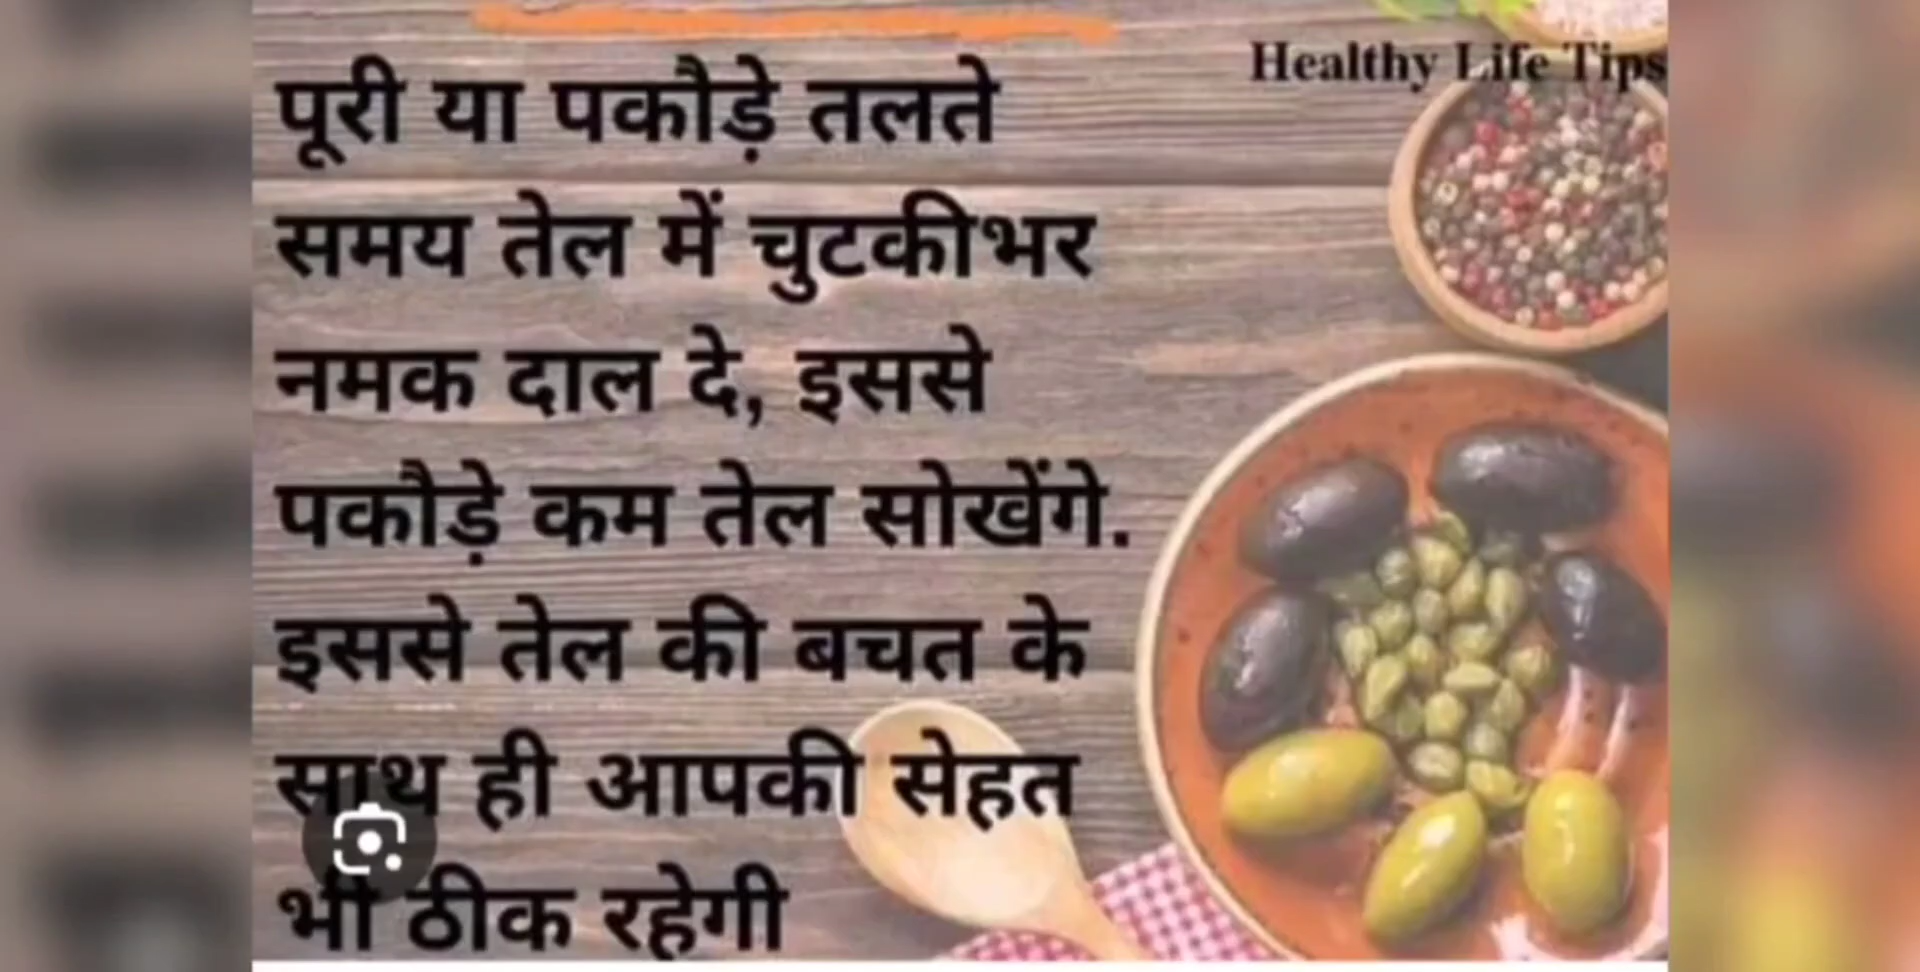 Healthy Life Tips
पूरी या पकौड़े तलते
समय तेल में चुटकीभर
नमक दाल दे, इससे
पकौड़े कम तेल सोखेंगे.
इससे तेल की बचत के
साथ ही आपकी सेहत
भी ठीक रहेगी